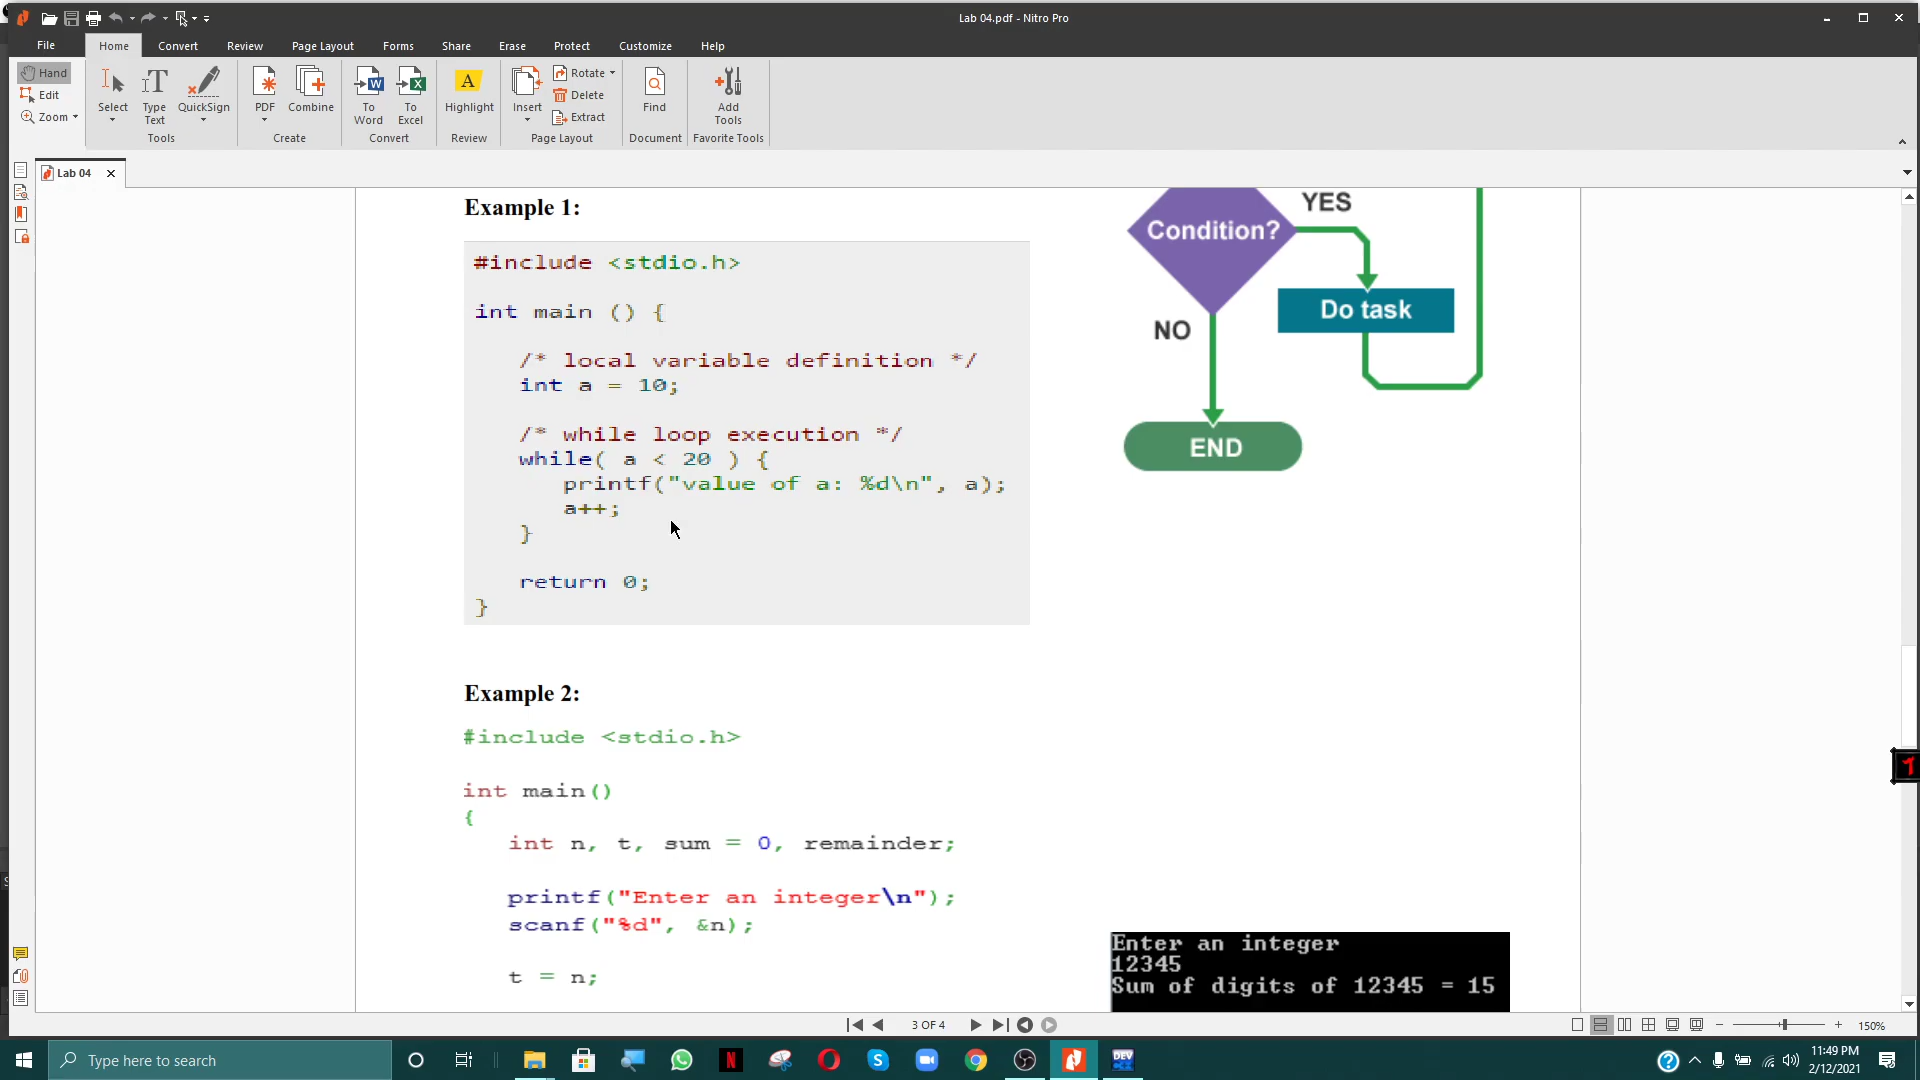 Lab 04.pdf - Nitro Pro
File Home Convert Review Page Layout Forms Share Erase Protect Customize Help
Hand
Edit
Zoom
Select
Type Text
QuickSign
Tools
PDF
Combine
Create
To Word
To Excel
Convert
Highlight
Review
Insert
Rotate
Delete
Extract
Page Layout
Find
Document
Add Tools
Favorite Tools
Lab 04
Example 1:
#include <stdio.h>
int main () {
/* local variable definition */
int a = 10;
/* while loop execution */
while( a < 20 ) {
printf("value of a: %d\n", a);
a++;
}
return 0;
}
Condition?
YES
Do task
NO
END
Example 2:
#include <stdio.h>
int main()
{
int n, t, sum = 0, remainder;
printf("Enter an integer\n");
scanf("%d", &n);
t = n;
Enter an integer
12345
Sum of digits of 12345 = 15
3 OF 4
150%
Type here to search
DEV
11:49 PM
2/12/2021